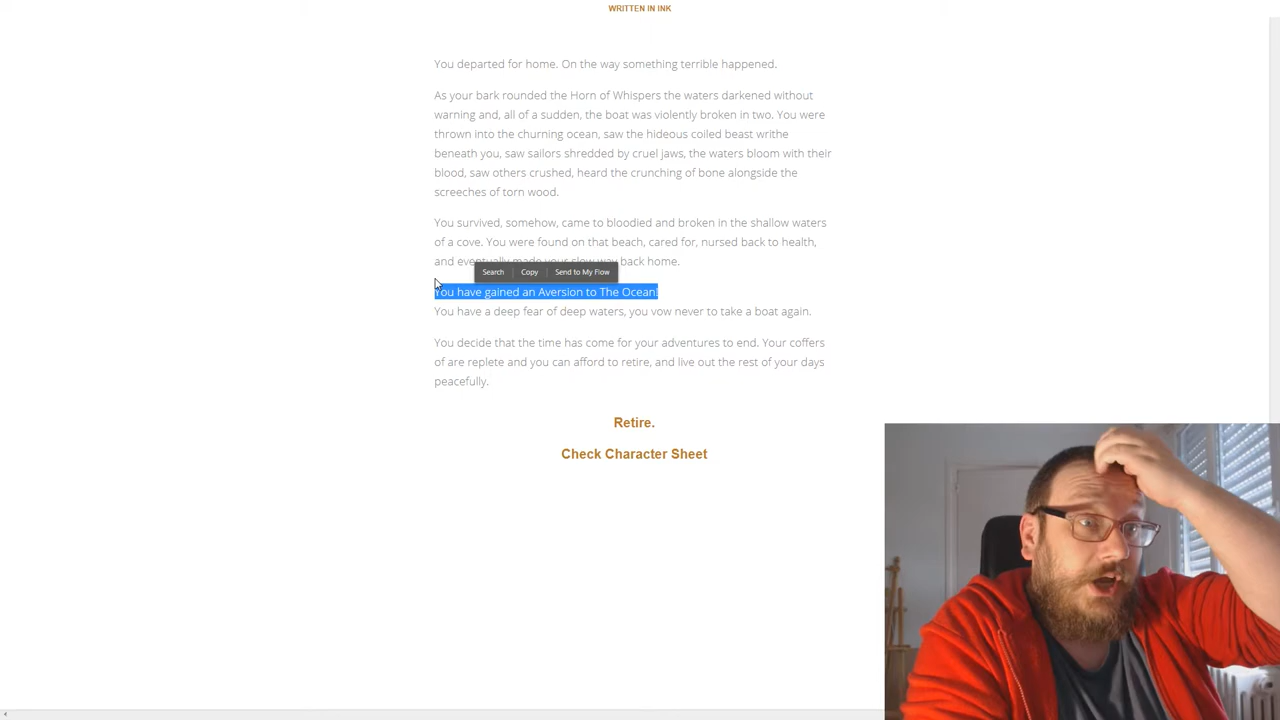 WRITTEN IN INK
You departed for home. On the way something terrible happened.
As your bark rounded the Horn of Whispers the waters darkened without
warning and, all of a sudden, the boat was violently broken in two. You were
thrown into the churning ocean, saw the hideous coiled beast writhe
beneath you, saw sailors shredded by cruel jaws, the waters bloom with their
blood, saw others crushed, heard the crunching of bone alongside the
screeches of torn wood.
You survived, somehow, came to bloodied and broken in the shallow waters
of a cove. You were found on that beach, cared for, nursed back to health,
and eventually made your slow way back home.
Search Copy Send to My Flow
You have gained an Aversion to The Ocean!
You have a deep fear of deep waters, you vow never to take a boat again.
You decide that the time has come for your adventures to end. Your coffers
of are replete and you can afford to retire, and live out the rest of your days
peacefully.
Retire.
Check Character Sheet